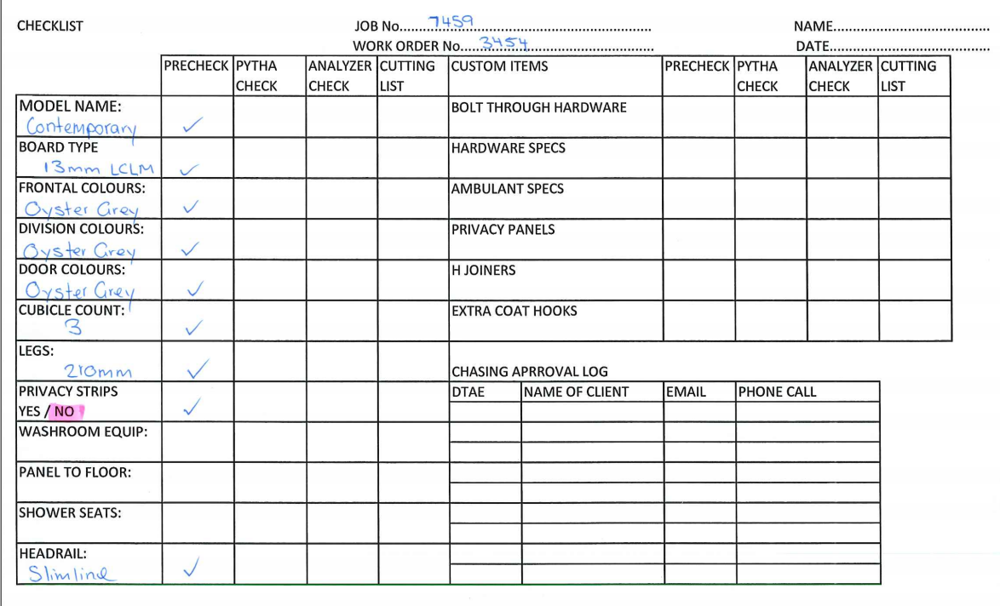 CHECKLIST JOB No....7459.... NAME....
WORK ORDER No....3454.... DATE....
PRECHECK PYTHA CHECK ANALYZER CHECK CUTTING LIST CUSTOM ITEMS PRECHECK PYTHA CHECK ANALYZER CHECK CUTTING LIST
MODEL NAME: BOLT THROUGH HARDWARE
Contemporary ✓
BOARD TYPE HARDWARE SPECS
13mm LCLM ✓
FRONTAL COLOURS: AMBULANT SPECS
Oyster Grey ✓
DIVISION COLOURS: PRIVACY PANELS
Oyster Grey ✓
DOOR COLOURS: H JOINERS
Oyster Grey ✓
CUBICLE COUNT: EXTRA COAT HOOKS
3 ✓
LEGS:
210mm ✓ CHASING APRROVAL LOG
PRIVACY STRIPS DTAE NAME OF CLIENT EMAIL PHONE CALL
YES / NO ✓
WASHROOM EQUIP:
PANEL TO FLOOR:
SHOWER SEATS:
HEADRAIL:
Slimline ✓